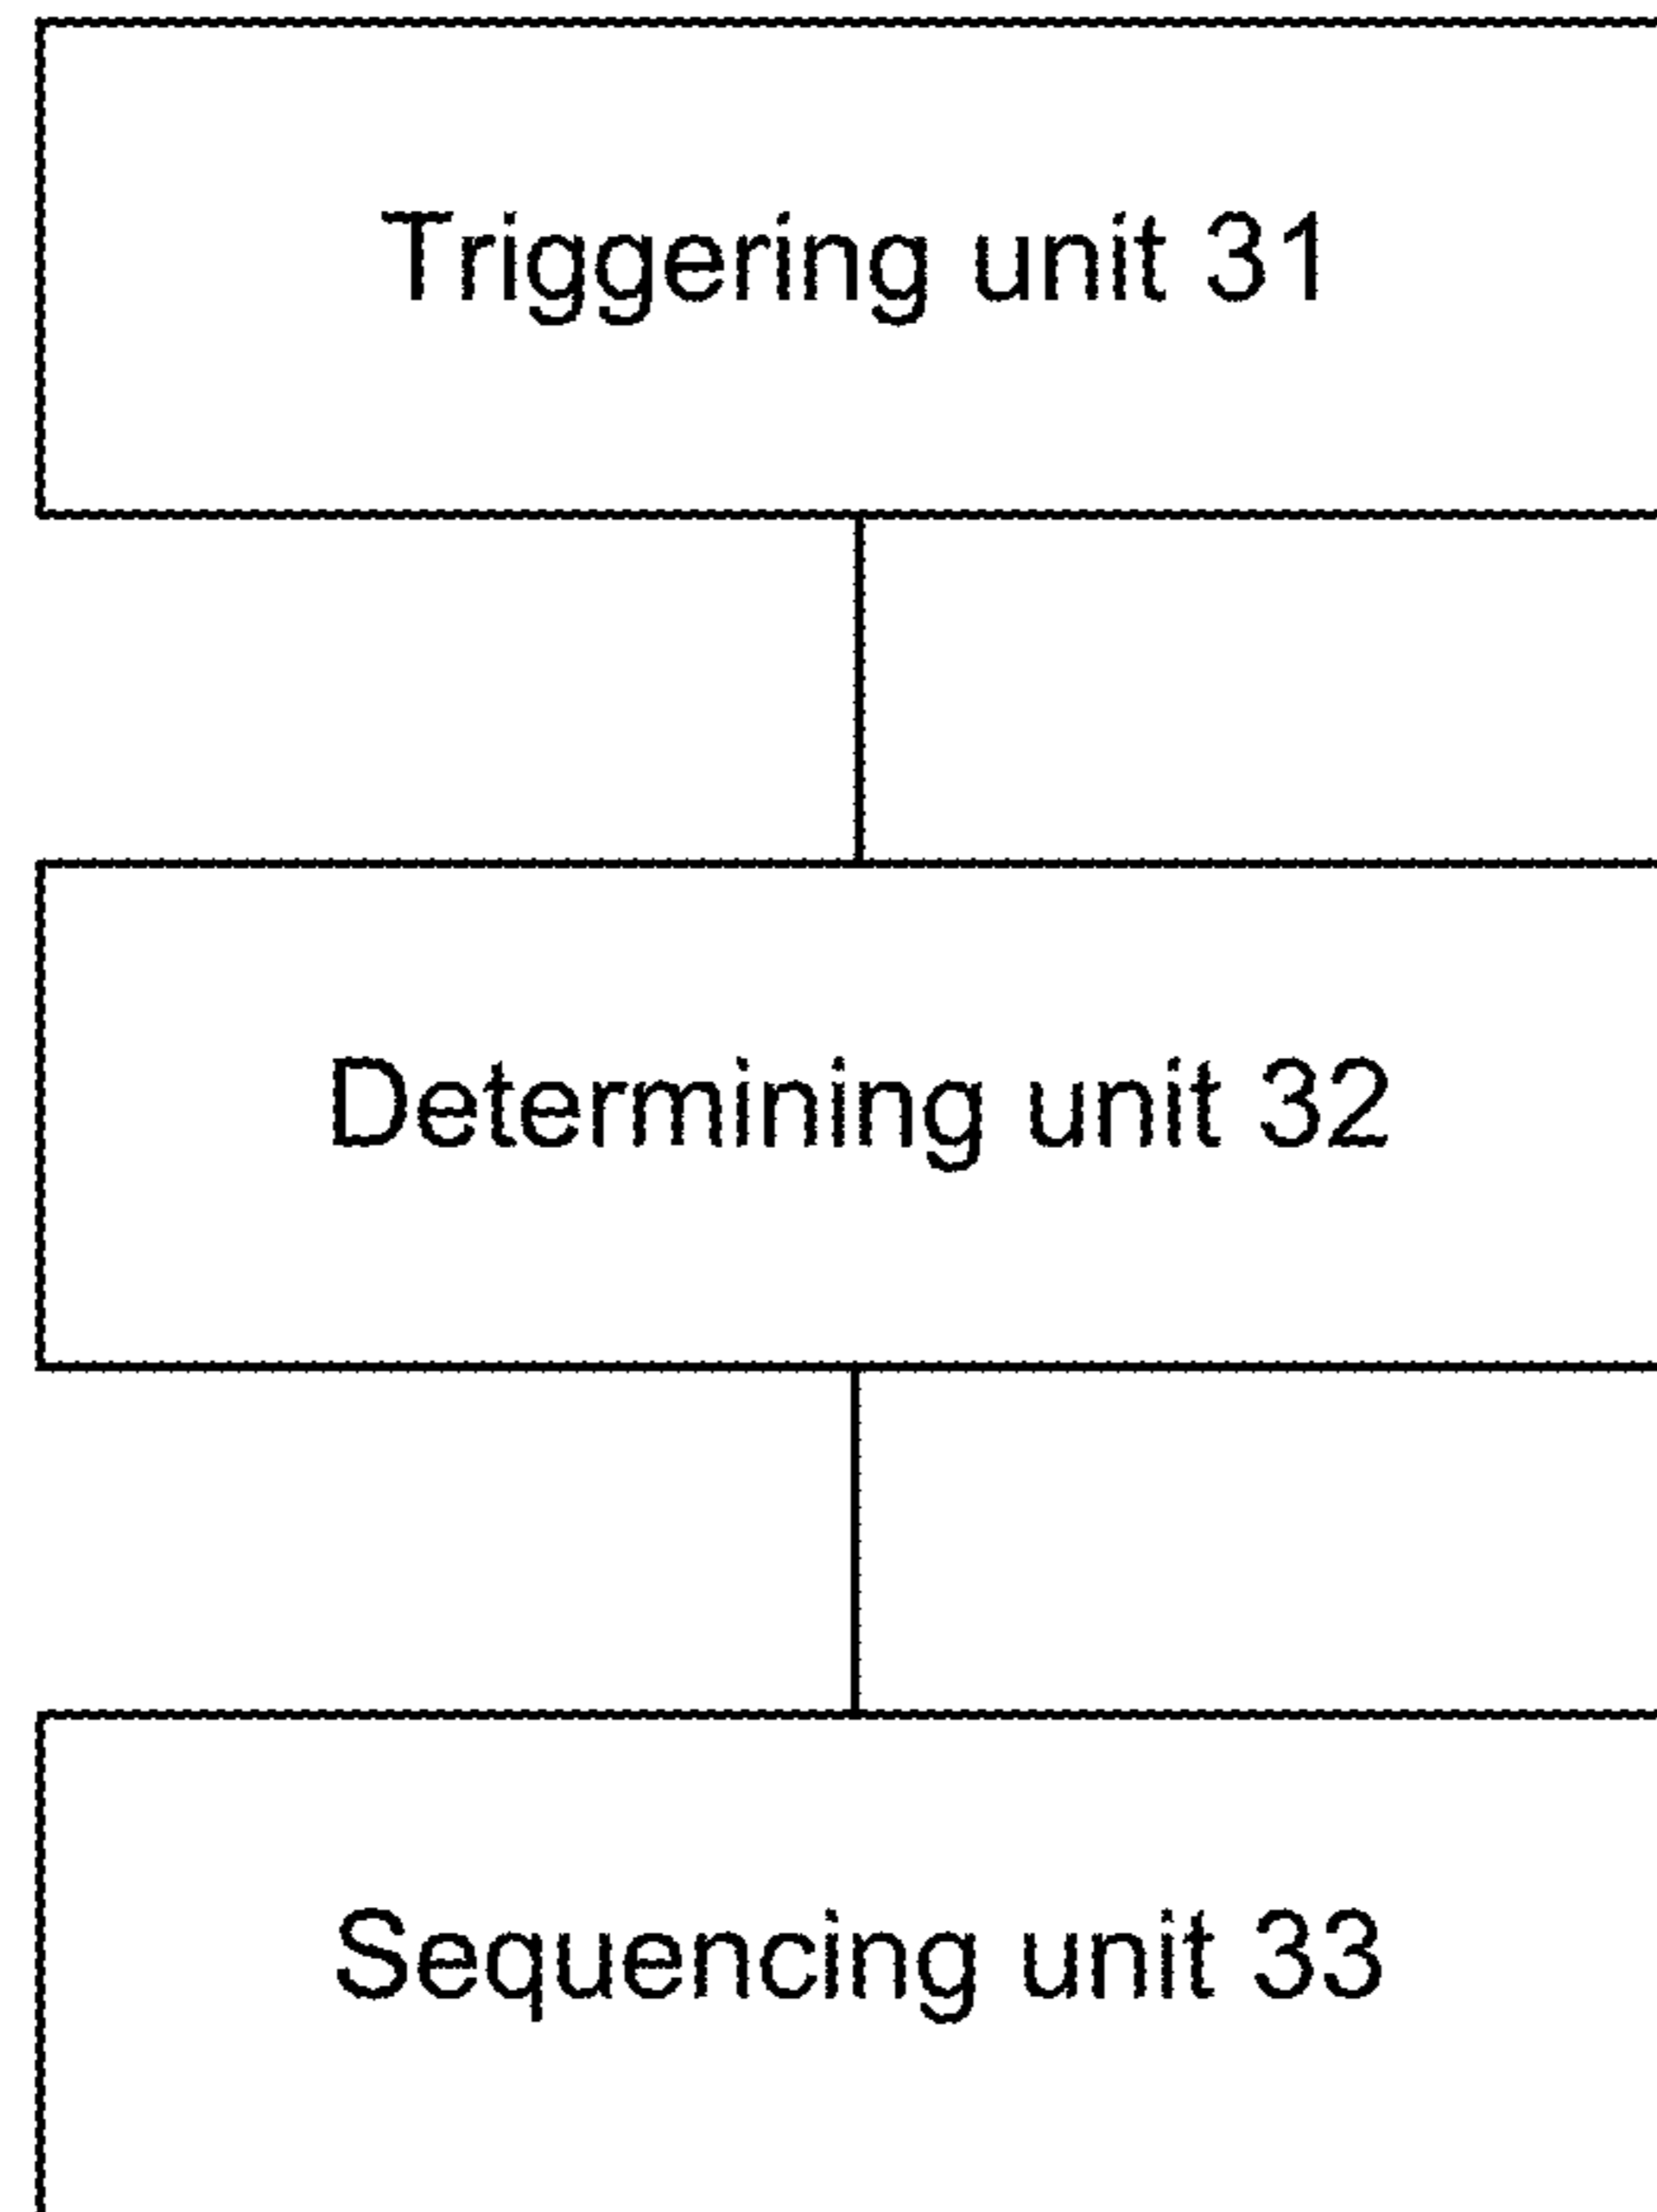 Triggering unit 31
Determining unit 32
Sequencing unit 33